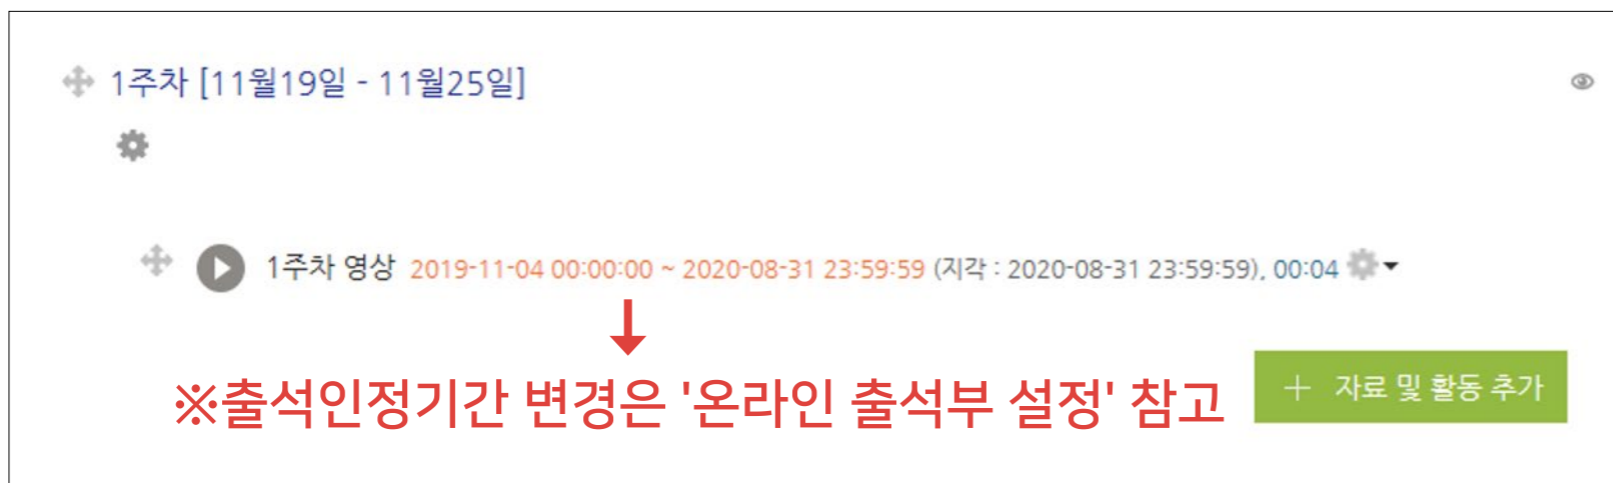 1주차 [11월19일 - 11월25일]
1주차 영상 2019-11-04 00:00:00 ~ 2020-08-31 23:59:59 (지각 : 2020-08-31 23:59:59), 00:04
※출석인정기간 변경은 '온라인 출석부 설정' 참고
+ 자료 및 활동 추가